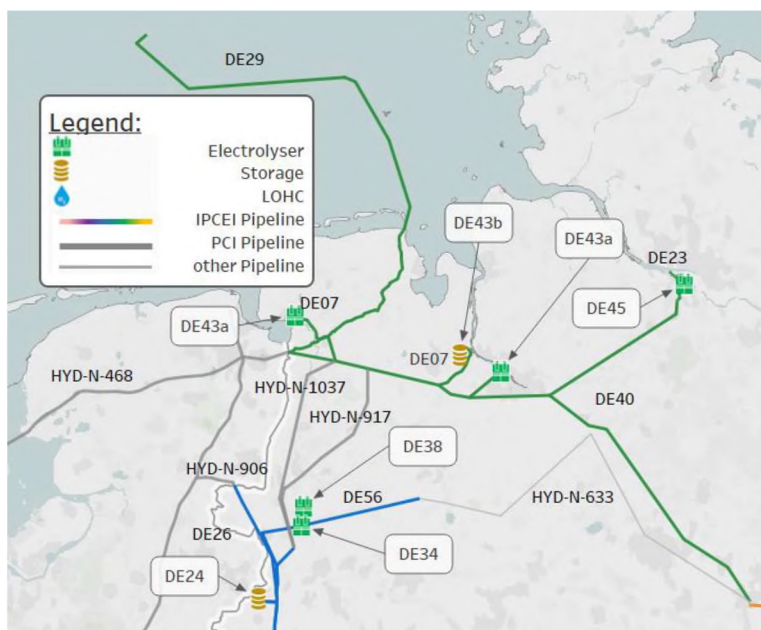 DE29
Legend:
Electrolyser
Storage
LOHC
IPCEI Pipeline
PCI Pipeline
other Pipeline
DE43b
DE43a
DE23
DE07
DE43a
DE45
DE07
HYD-N-468
HYD-N-1037
DE40
HYD-N-917
DE38
HYD-N-906
DE56
HYD-N-633
DE26
DE34
DE24